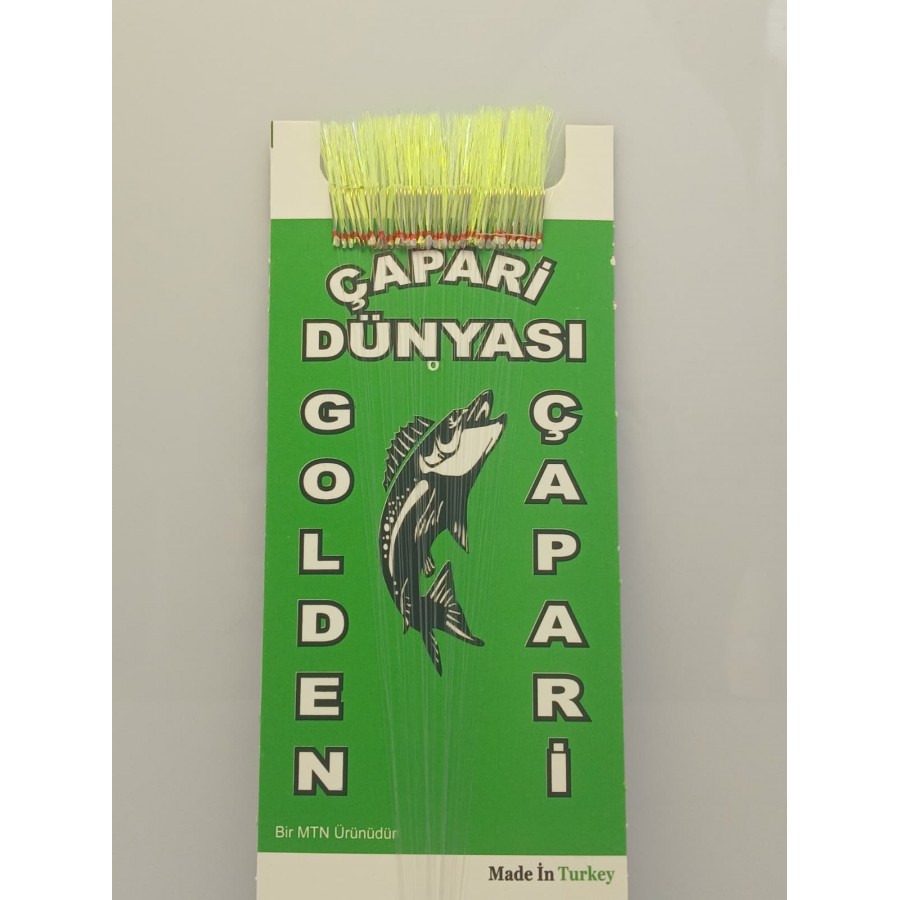 ÇAPARİ
DÜNYASI
GOLDEN
ÇAPARİ
Bir MTN Ürünüdür
Made İn Turkey